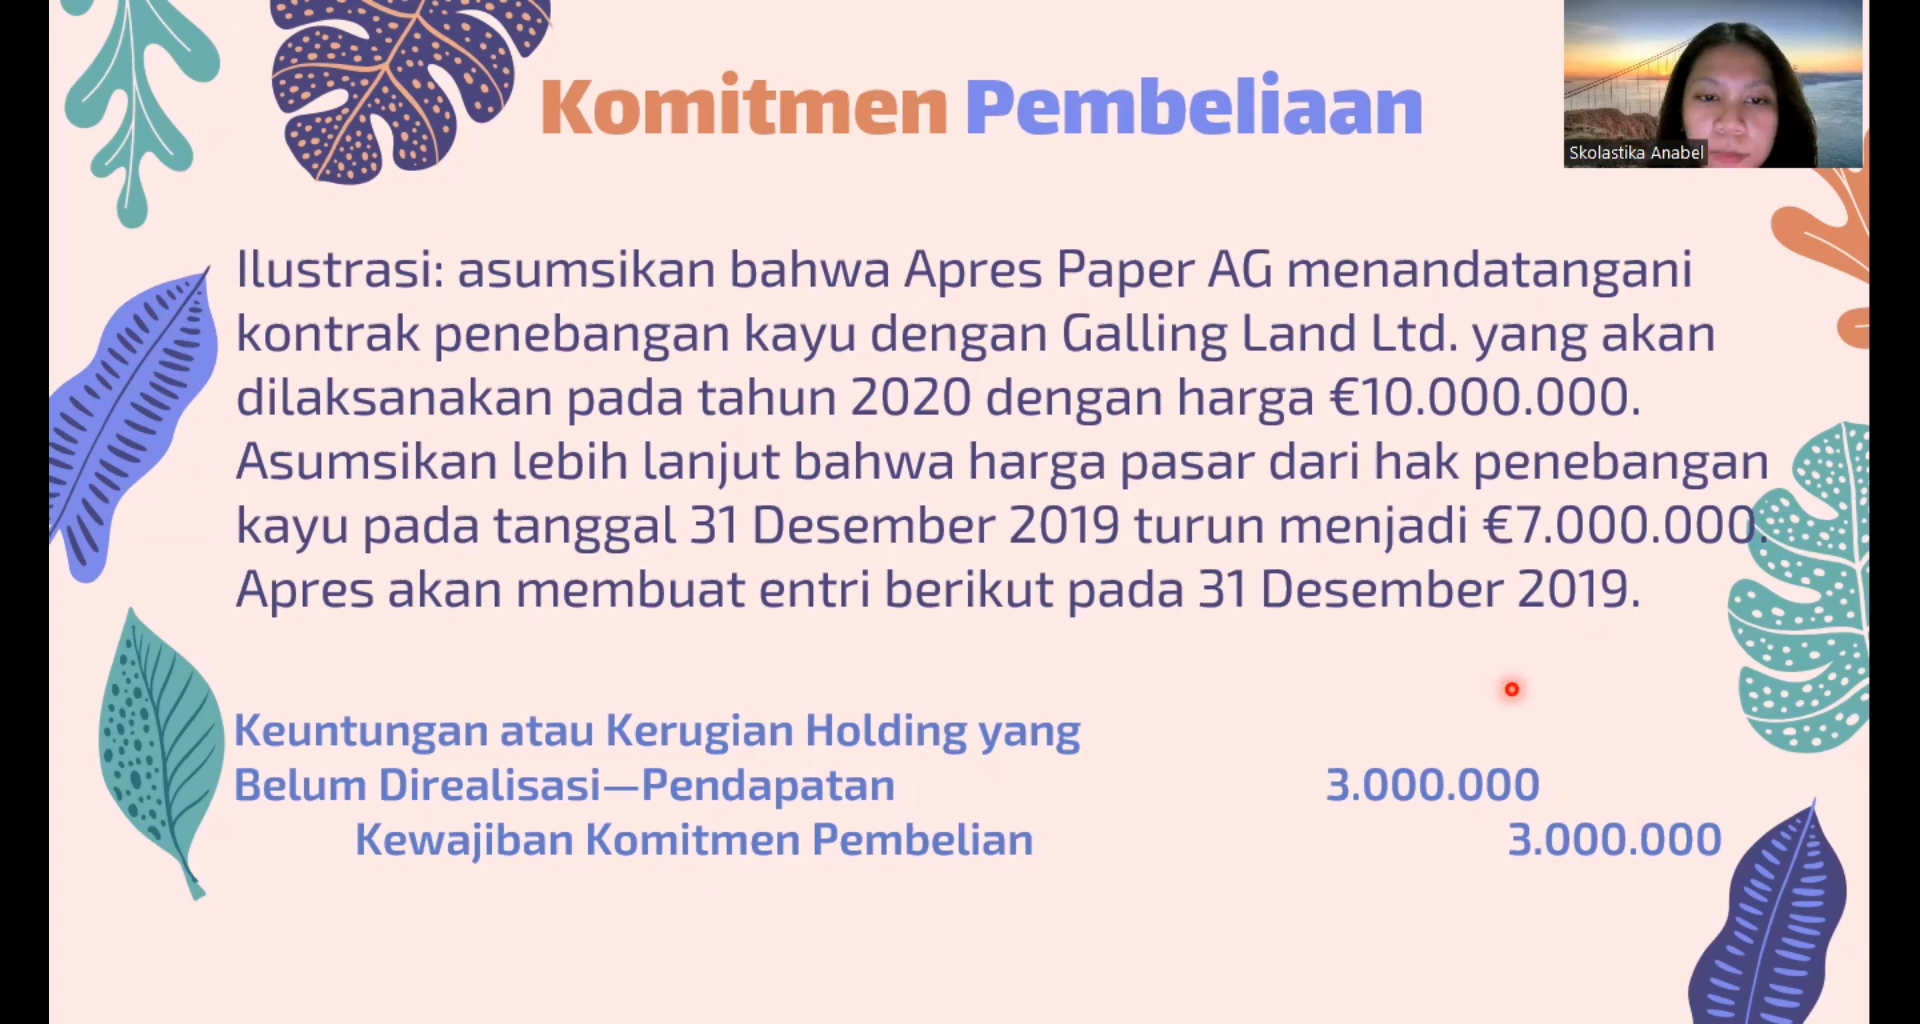 Komitmen Pembeliaan
Skolastika Anabel
Ilustrasi: asumsikan bahwa Apres Paper AG menandatangani
kontrak penebangan kayu dengan Galling Land Ltd. yang akan
dilaksanakan pada tahun 2020 dengan harga €10.000.000.
Asumsikan lebih lanjut bahwa harga pasar dari hak penebangan
kayu pada tanggal 31 Desember 2019 turun menjadi €7.000.000.
Apres akan membuat entri berikut pada 31 Desember 2019.
Keuntungan atau Kerugian Holding yang
Belum Direalisasi—Pendapatan 3.000.000
Kewajiban Komitmen Pembelian 3.000.000